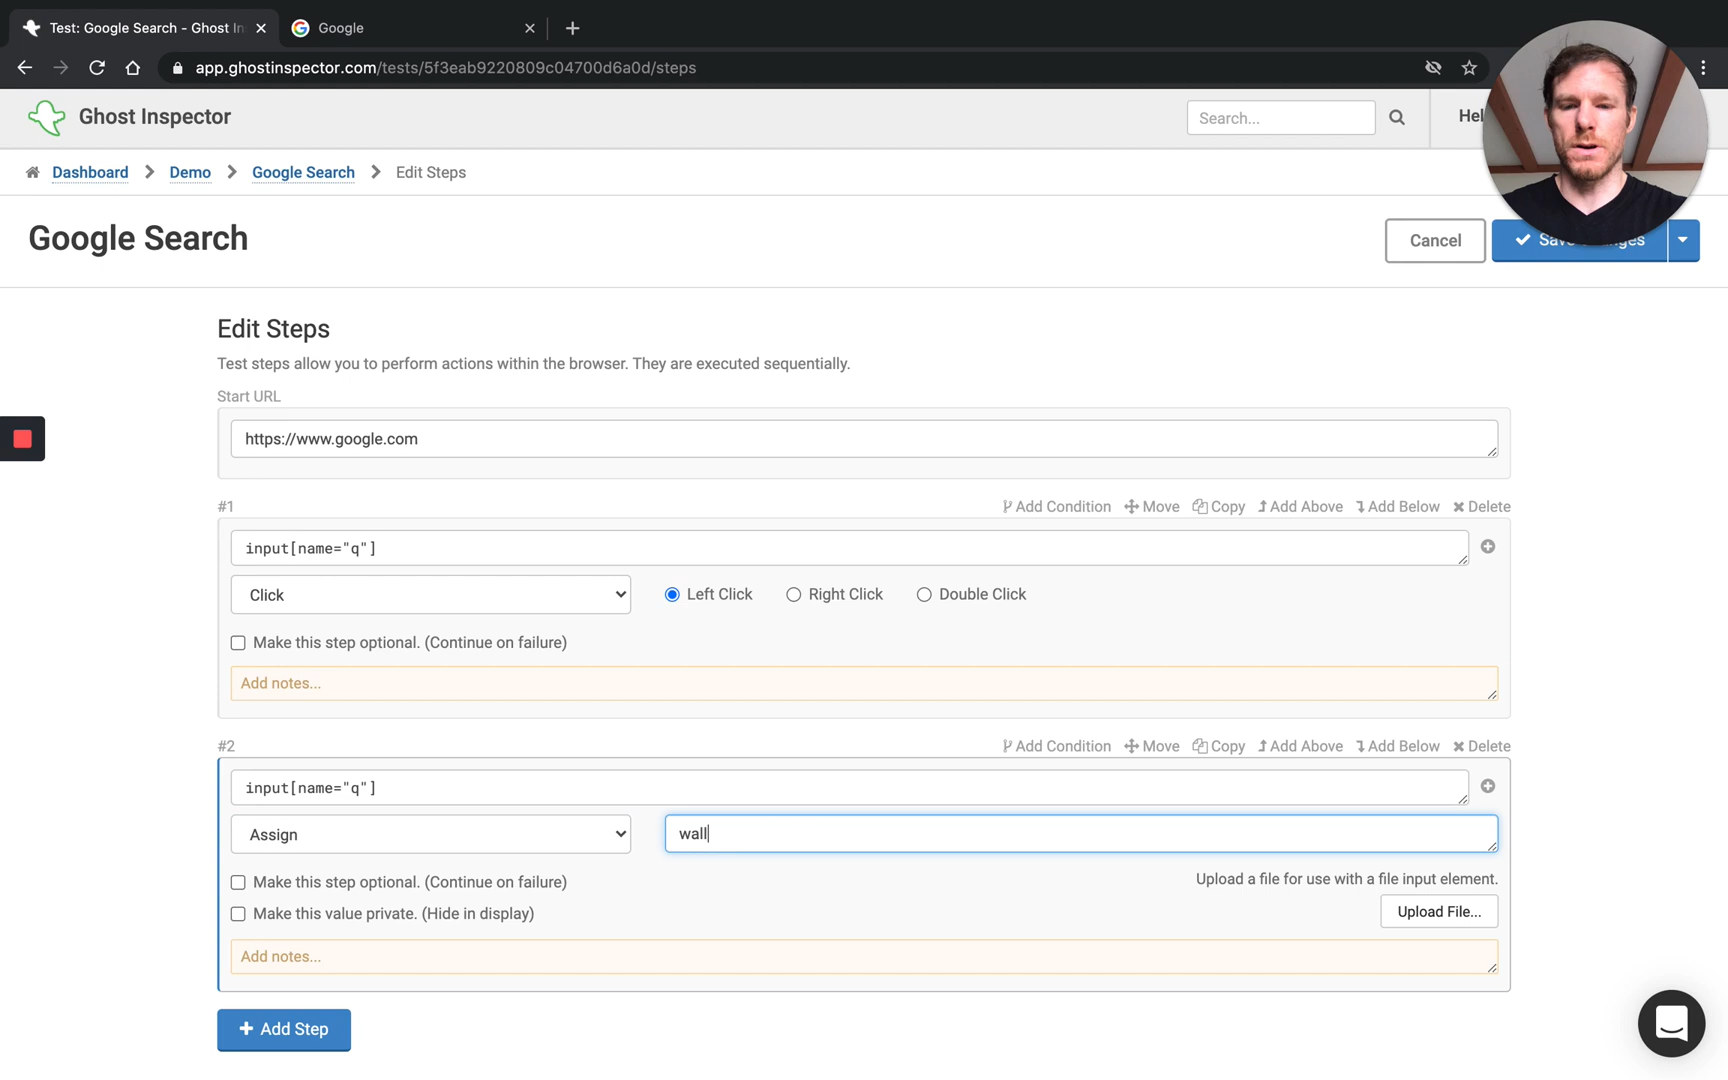 Test: Google Search - Ghost In
Google
app.ghostinspector.com/tests/5f3eab9220809c04700d6a0d/steps
Ghost Inspector
Search...
Hel
Dashboard
Demo
Google Search
Edit Steps
Google Search
Cancel
Edit Steps
Test steps allow you to perform actions within the browser. They are executed sequentially.
Start URL
https://www.google.com
#1
Add Condition
Move
Copy
Add Above
Add Below
Delete
input[name="q"]
Click
Left Click
Right Click
Double Click
Make this step optional. (Continue on failure)
Add notes...
#2
Add Condition
Move
Copy
Add Above
Add Below
Delete
input[name="q"]
Assign
wall
Make this step optional. (Continue on failure)
Upload a file for use with a file input element.
Make this value private. (Hide in display)
Upload File...
Add notes...
Add Step